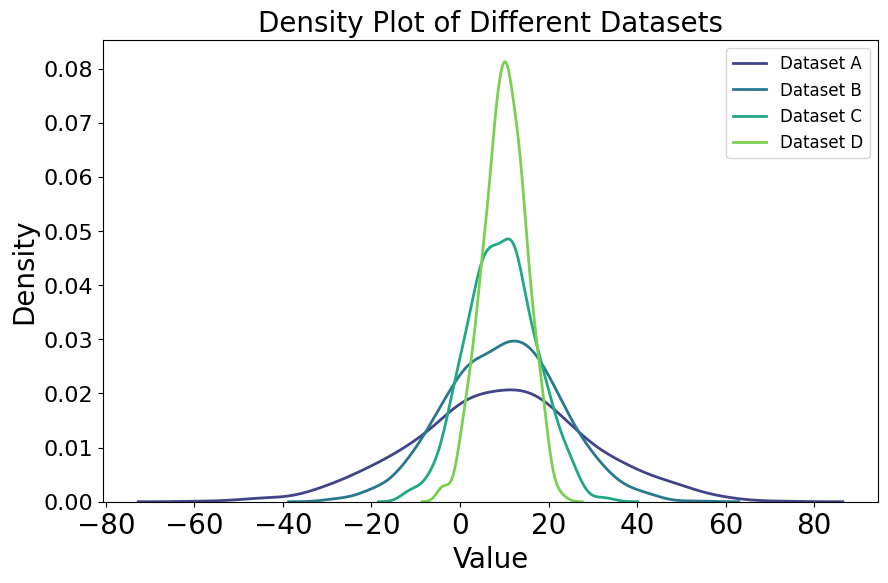 Density Plot of Different Datasets
Dataset A
Dataset B
Dataset C
Dataset D
0.08
0.07
0.06
0.05
0.04
0.03
0.02
0.01
0.00
Density
−80 −60 −40 −20 0 20 40 60 80
Value